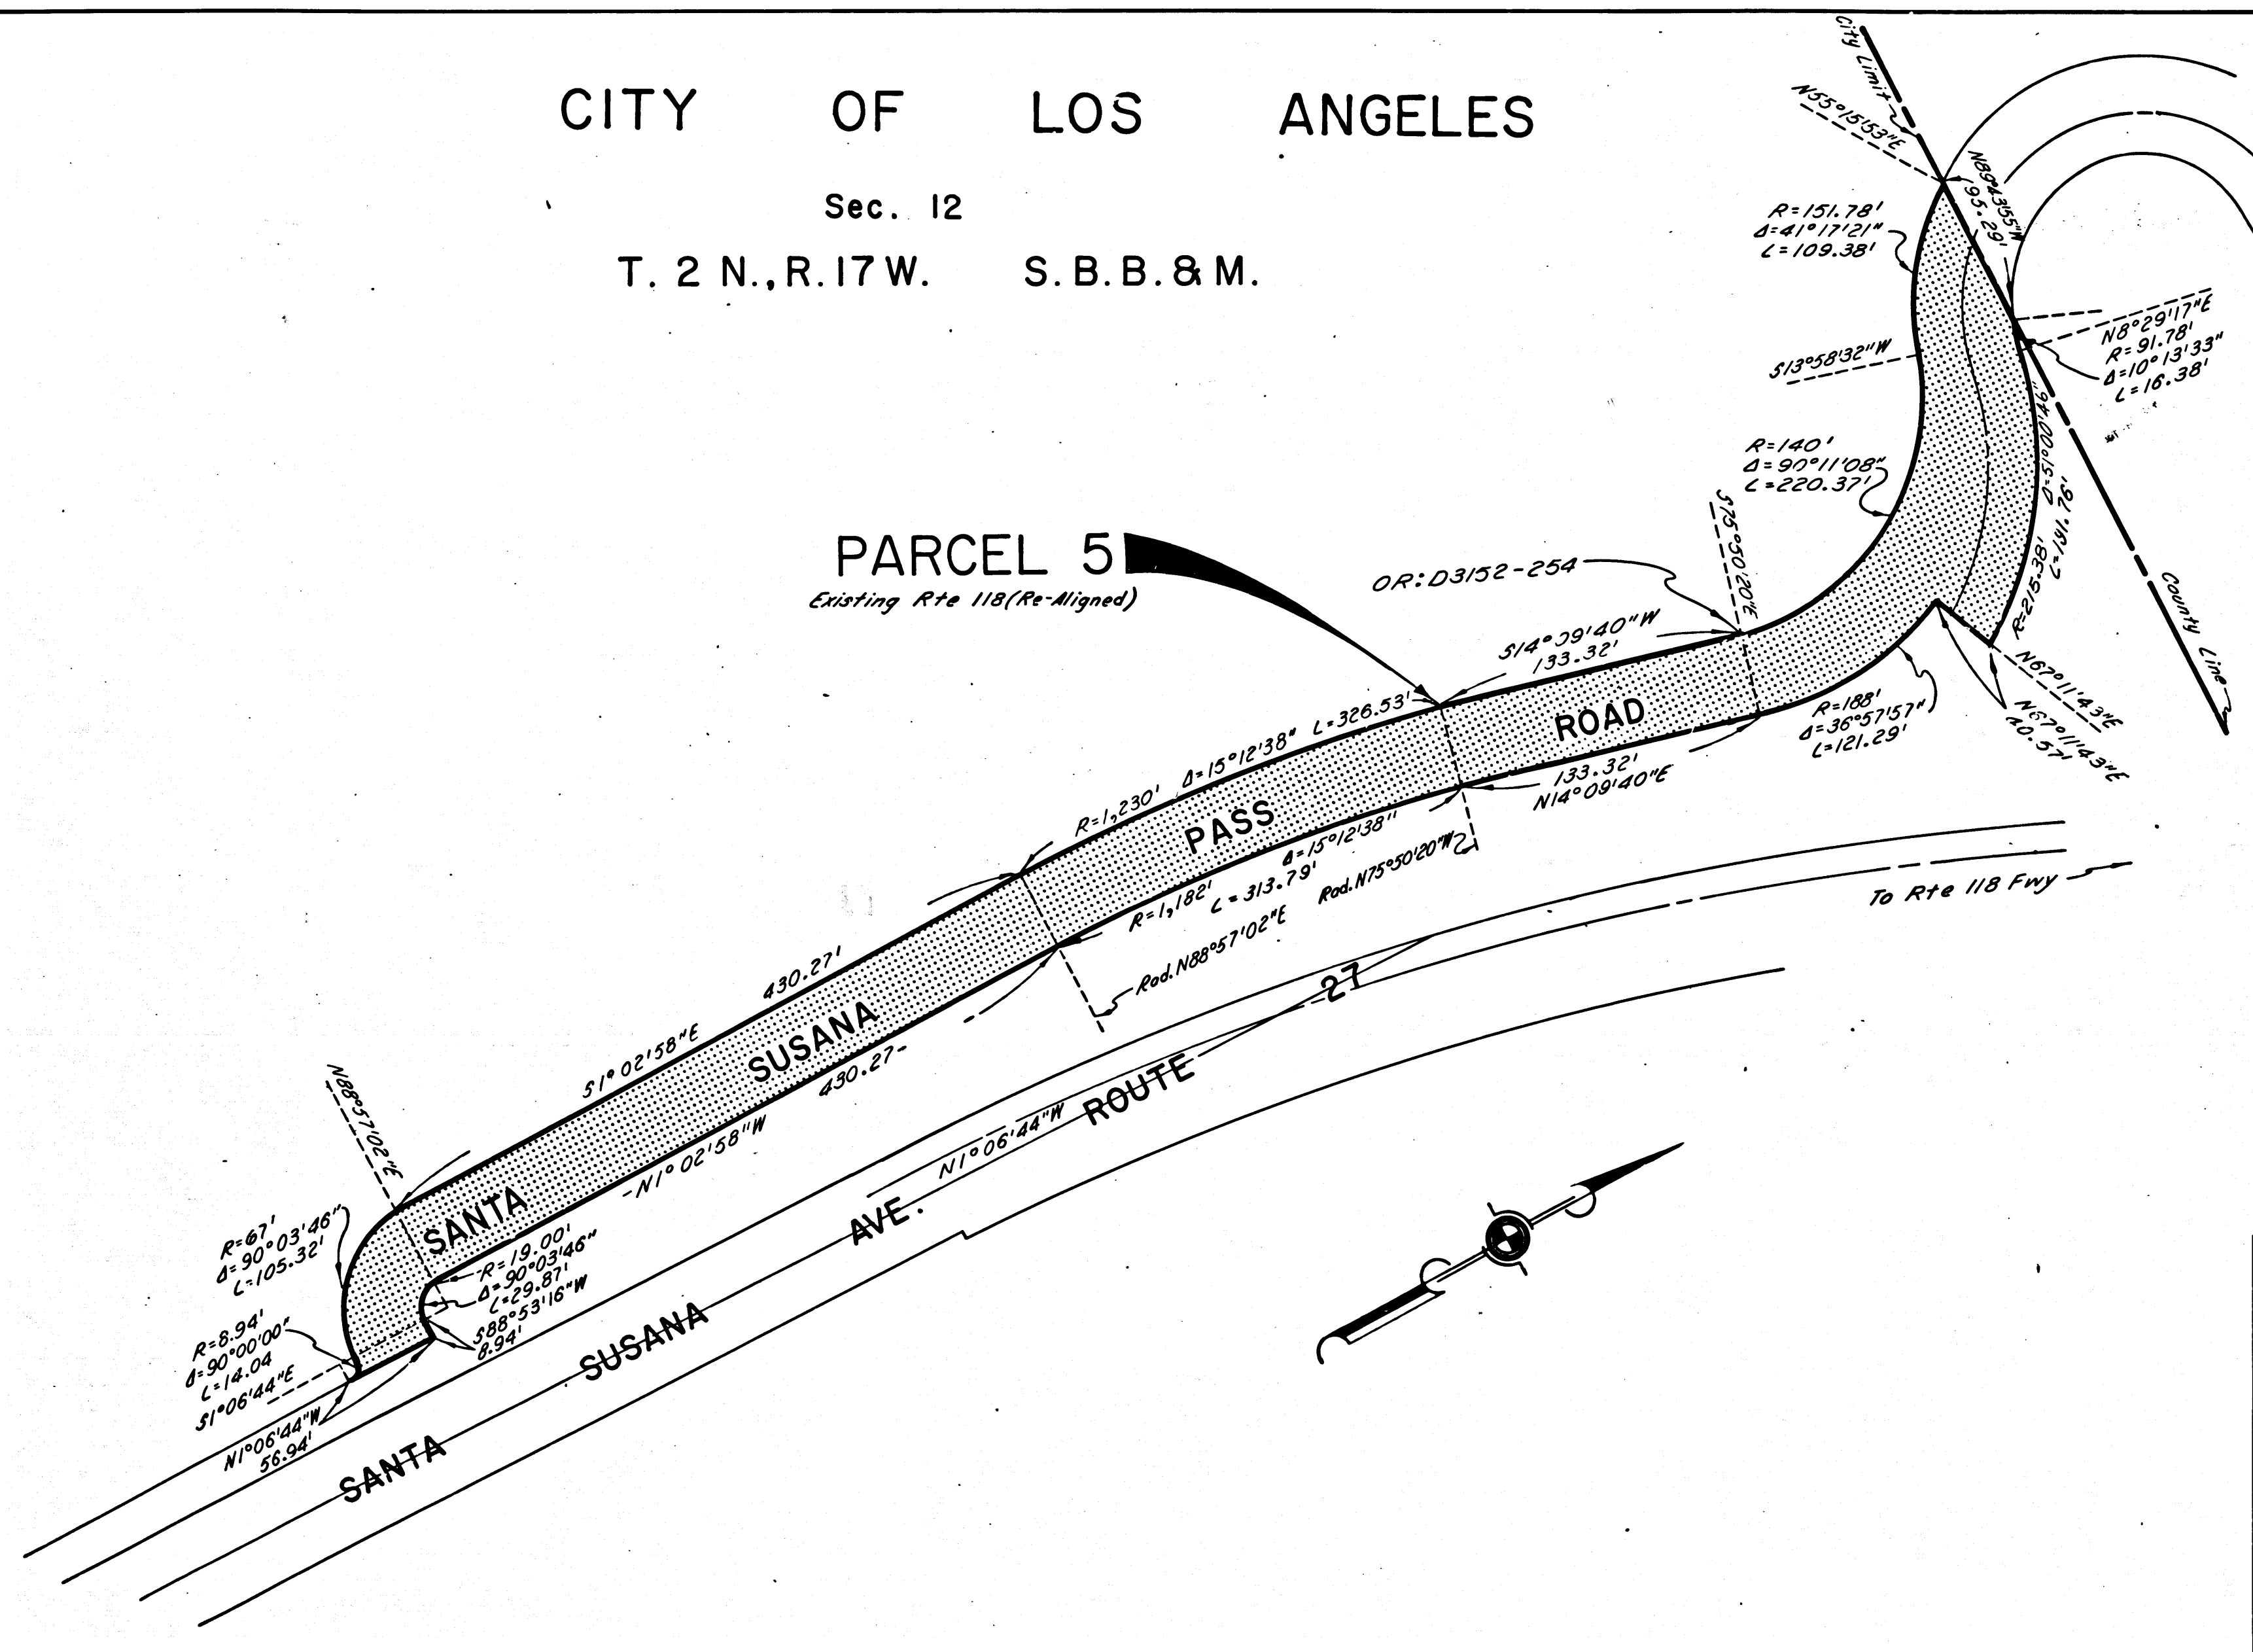 CITY OF LOS ANGELES
Sec. 12
T. 2 N., R. 17 W. S. B. B. & M.
City Limit
N55°15'53"E
N89°43'55"W
95.29'
R=151.78'
Δ=41°17'21"
L=109.38'
N8°29'17"E
R=91.78'
Δ=10°13'33"
L=16.38'
S13°58'32"W
R=140'
Δ=90°11'08"
L=220.37'
R=215.38'
Δ=51°00'46"
L=191.76'
County Line
PARCEL 5
Existing Rte 118 (Re-Aligned)
OR: D3152-254
S75°50'20"E
S14°09'40"W
133.32'
N67°11'43"E
N67°11'43"E
40.57'
R=188'
Δ=36°57'57"
L=121.29'
R=1,230' Δ=15°12'38" L=326.53'
133.32'
N14°09'40"E
R=1,182' Δ=15°12'38"
L=313.79'
Rad. N75°50'20"W
Rad. N88°57'02"E
SANTA SUSANA PASS ROAD
To Rte 118 Fwy
430.27'
S1°02'58"E
430.27-
-N1°02'58"W
N88°57'02"E
R=67'
Δ=90°03'46"
L=105.32'
-R=19.00'
Δ=90°03'46"
L=29.87'
S88°53'16"W
8.94'
R=8.94'
Δ=90°00'00"
L=14.04
S1°06'44"E
N1°06'44"W
56.94'
N1°06'44"W
SANTA SUSANA AVE. ROUTE 27